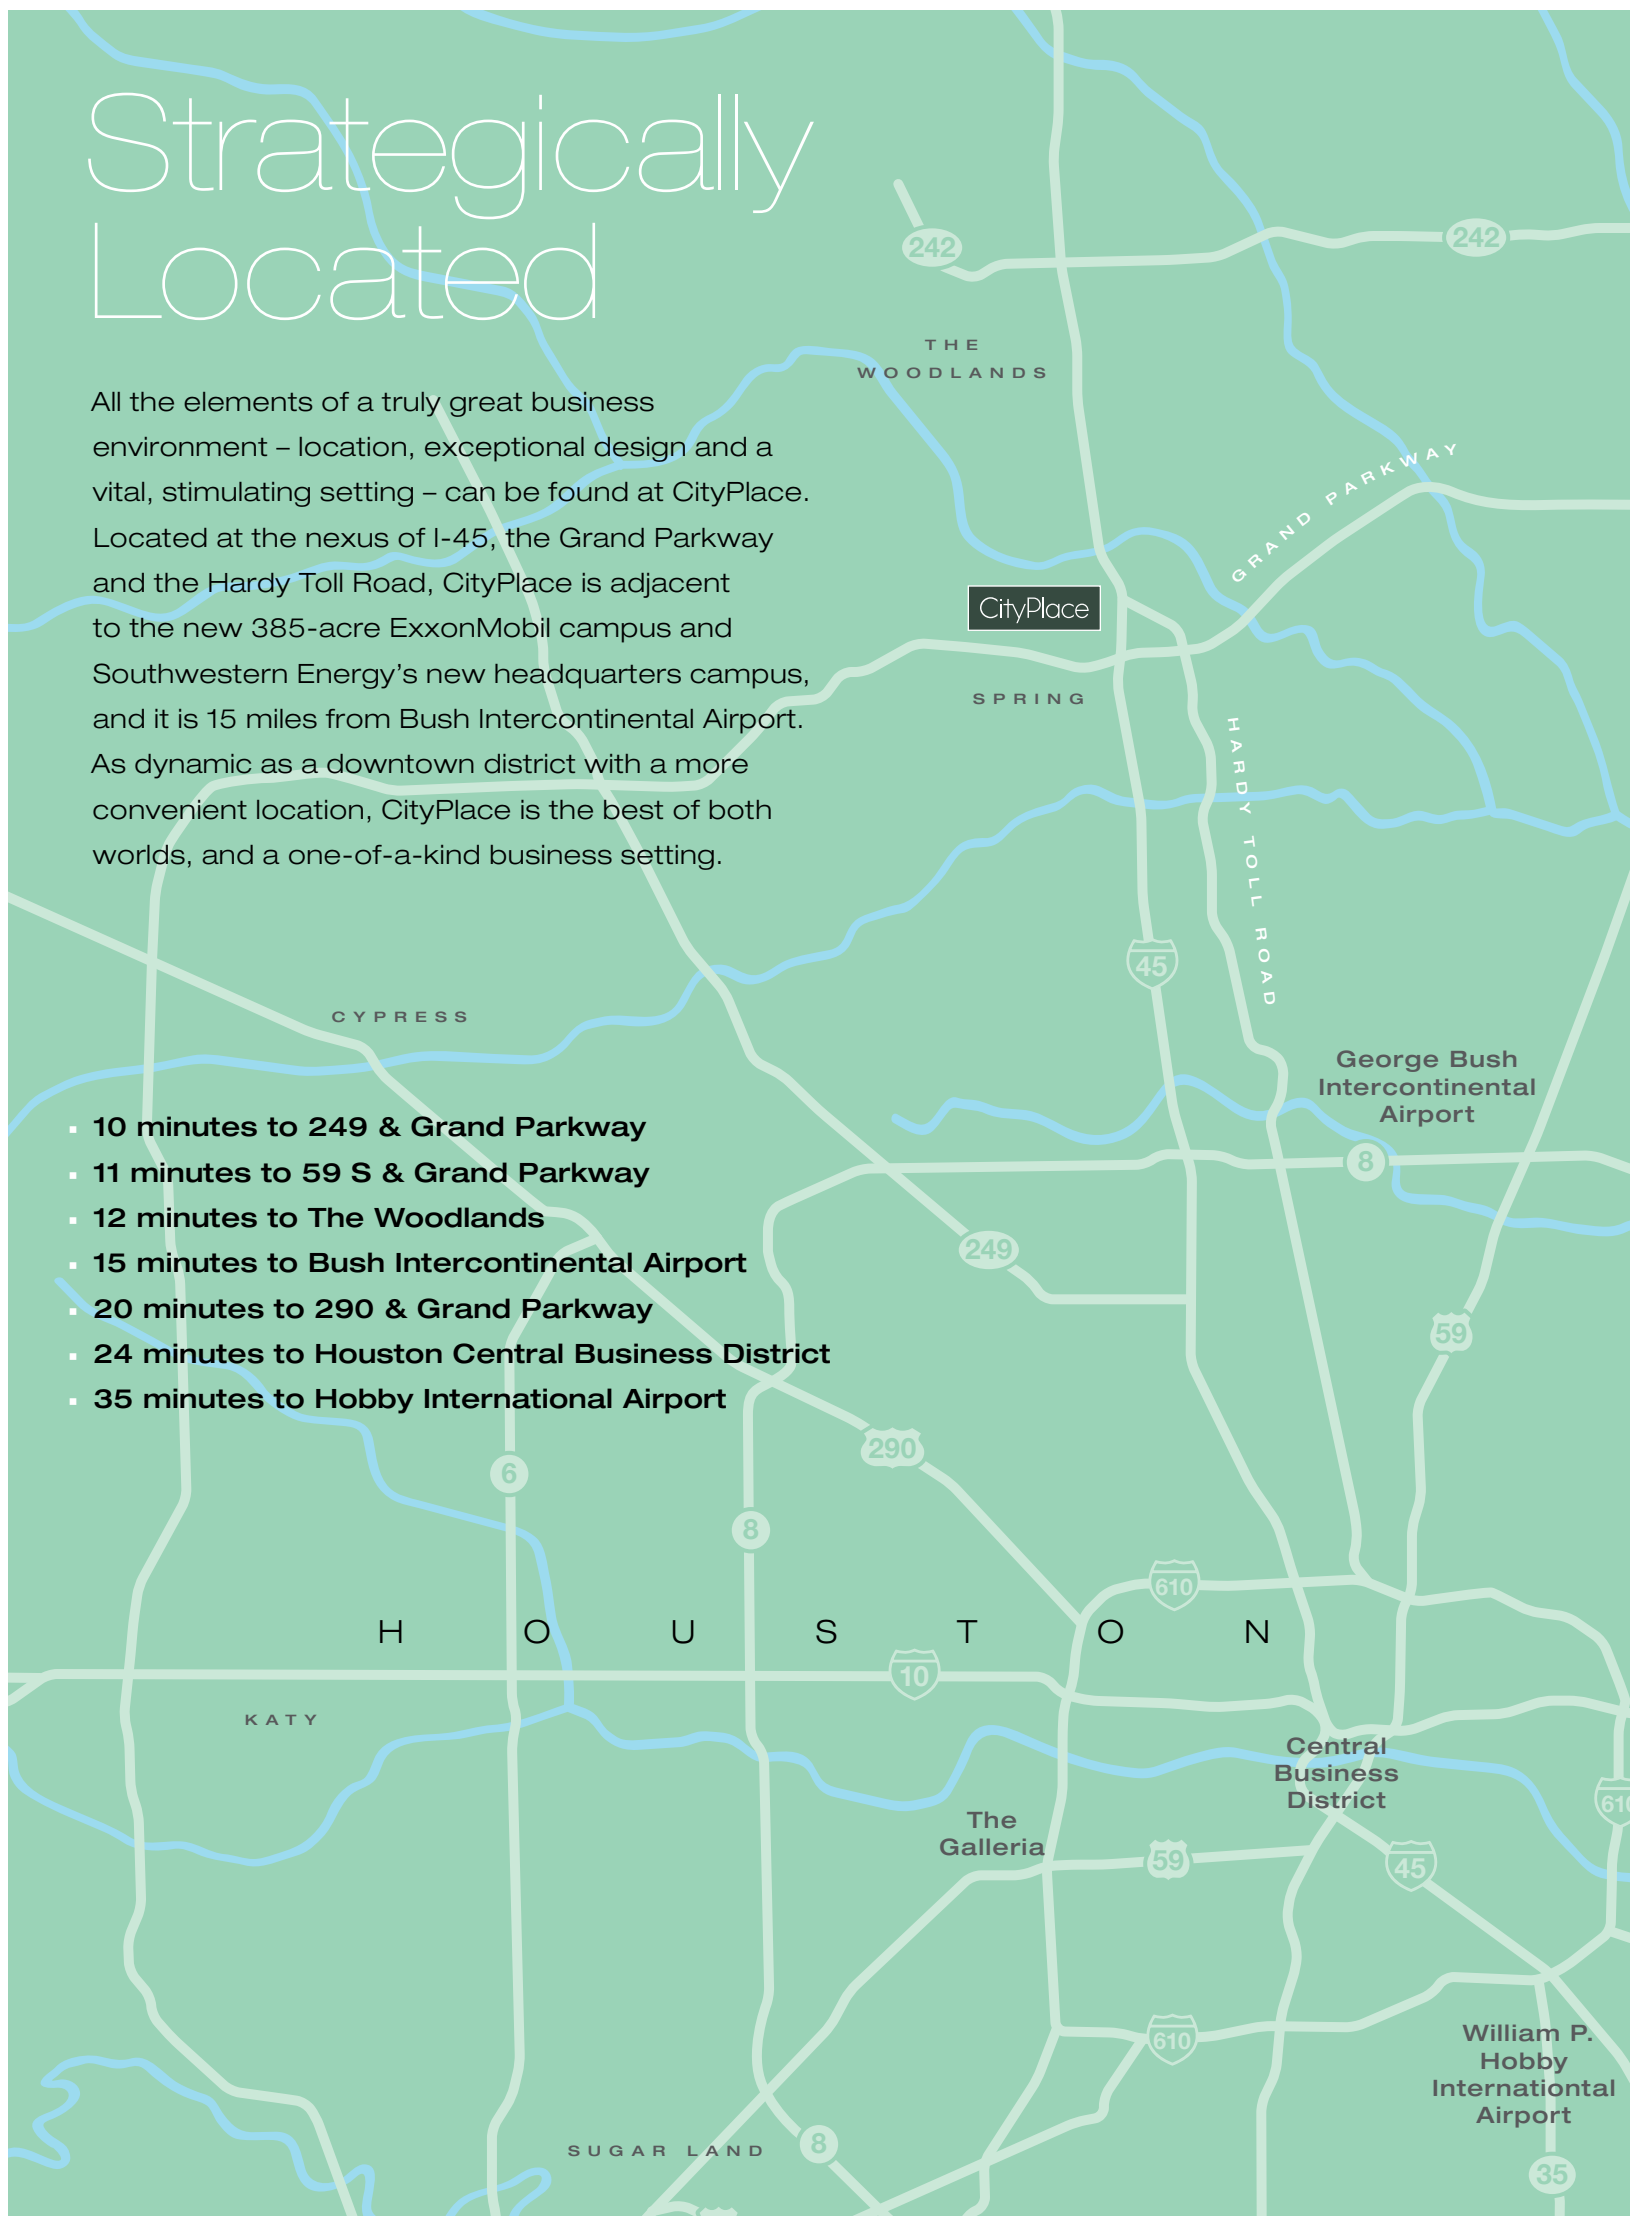 Strategically
Located
All the elements of a truly great business
environment – location, exceptional design and a
vital, stimulating setting – can be found at CityPlace.
Located at the nexus of I-45, the Grand Parkway
and the Hardy Toll Road, CityPlace is adjacent
to the new 385-acre ExxonMobil campus and
Southwestern Energy’s new headquarters campus,
and it is 15 miles from Bush Intercontinental Airport.
As dynamic as a downtown district with a more
convenient location, CityPlace is the best of both
worlds, and a one-of-a-kind business setting.
10 minutes to 249 & Grand Parkway
11 minutes to 59 S & Grand Parkway
12 minutes to The Woodlands
15 minutes to Bush Intercontinental Airport
20 minutes to 290 & Grand Parkway
24 minutes to Houston Central Business District
35 minutes to Hobby International Airport
242
242
THE
WOODLANDS
GRAND PARKWAY
CityPlace
SPRING
HARDY TOLL ROAD
45
CYPRESS
George Bush
Intercontinental
Airport
8
249
59
290
6
8
610
HOUSTON
10
KATY
Central
Business
District
610
The
Galleria
59
45
610
William P.
Hobby
Internationtal
Airport
SUGAR LAND
8
35